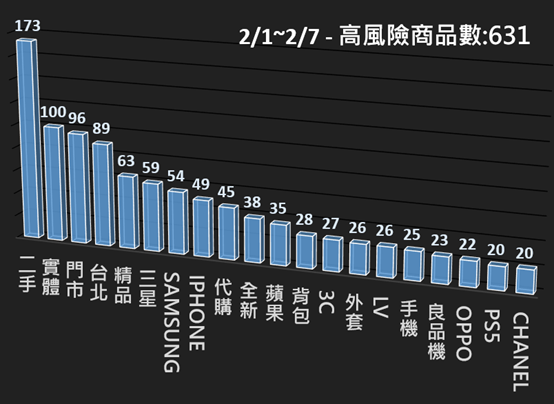 2/1~2/7 - 高風險商品數:631
173
100
96
89
63
59
54
49
45
38
35
28
27
26
26
25
23
22
20
20
二手
實體
門市
台北
精品
三星
SAMSUNG
IPHONE
代購
全新
蘋果
背包
3C
外套
LV
手機
良品機
OPPO
PS5
CHANEL